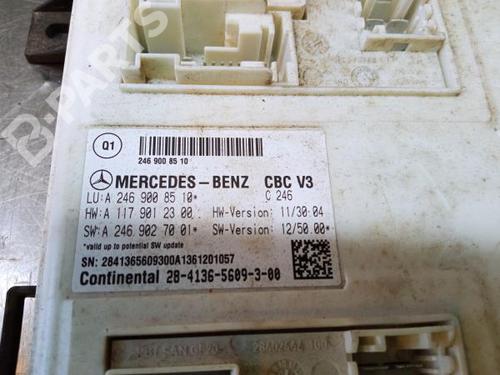 B-PARTS
Q1
246 900 85 10
MERCEDES-BENZ CBC V3
LU: A 246 900 85 10* C 246
HW: A 117 901 23 00 HW-Version: 11/30:04
SW: A 246 902 70 01* SW-Version: 12/50.00*
*valid up to potential SW update
SN: 2841365609300A1361201057
Continental 28-4136-5609-3-00